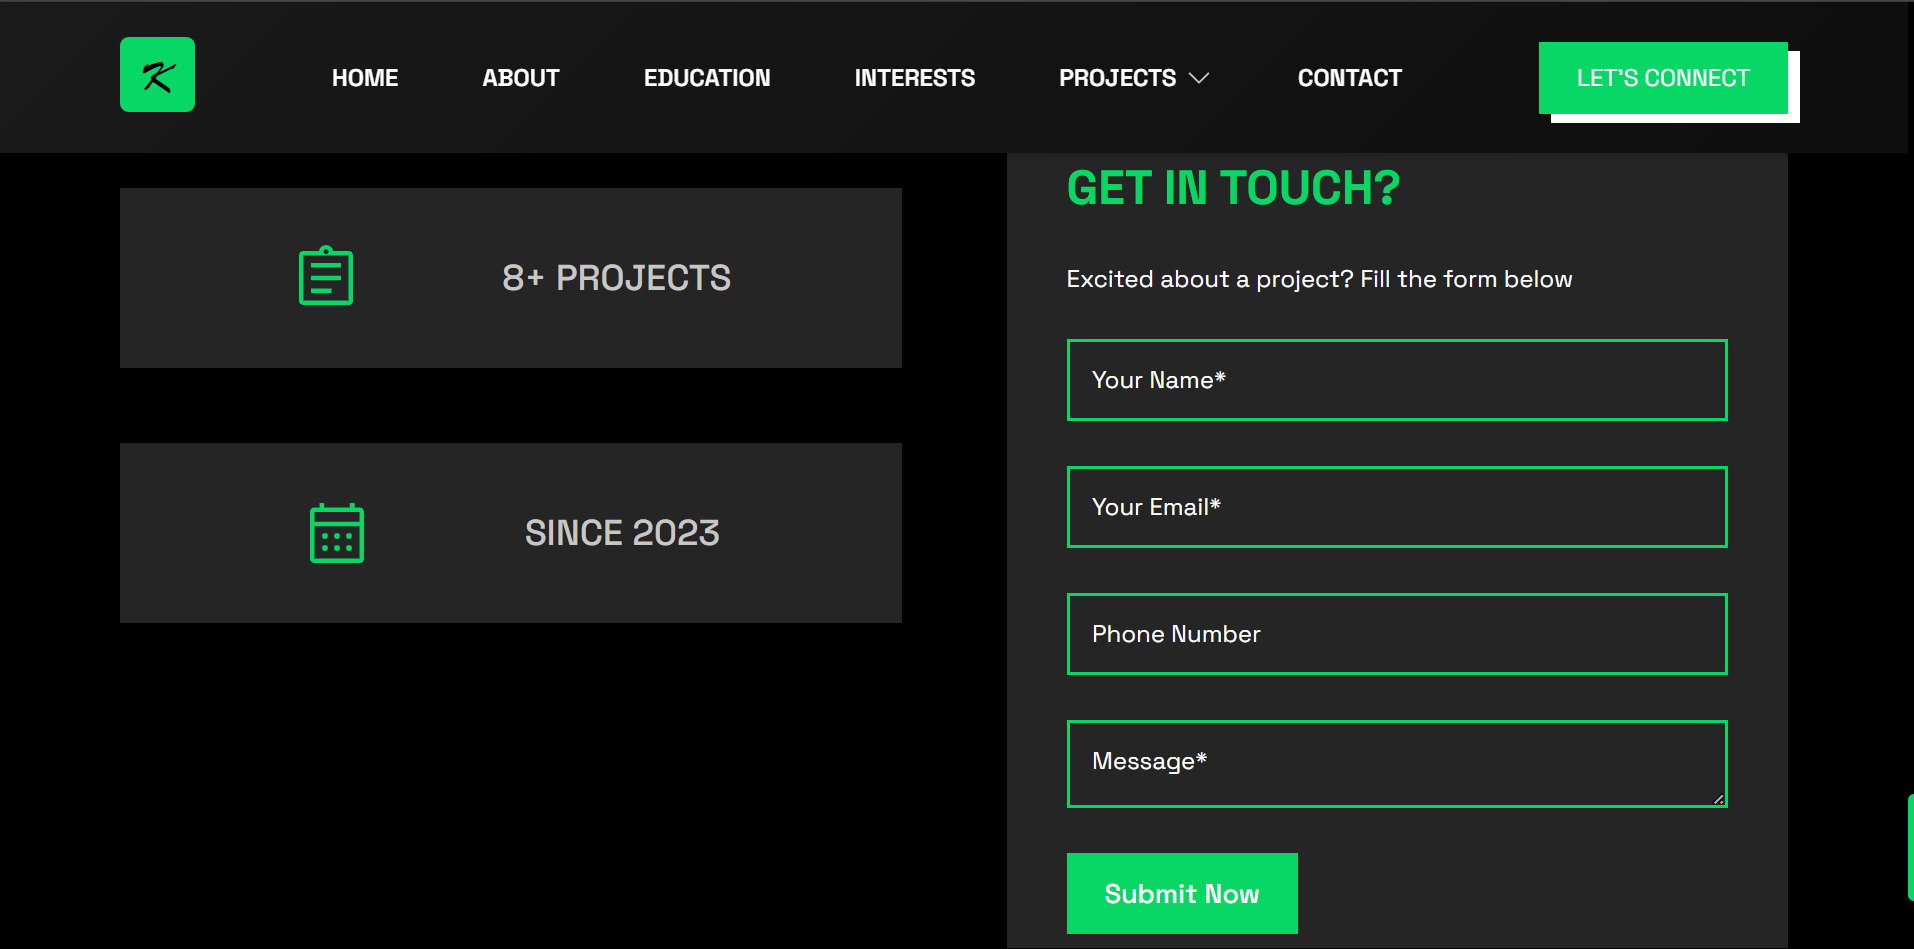 K
HOME ABOUT EDUCATION INTERESTS PROJECTS CONTACT LET'S CONNECT
8+ PROJECTS
SINCE 2023
GET IN TOUCH?
Excited about a project? Fill the form below
Your Name*
Your Email*
Phone Number
Message*
Submit Now